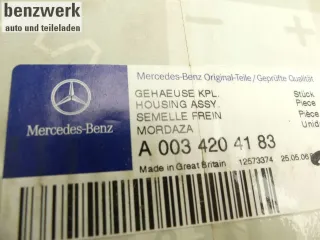 benzwerk
auto und teileladen
Mercedes-Benz Original-Teile / Geprüfte Qualität
GEHAEUSE KPL. Stück
HOUSING ASSY. Piece
SEMELLE FREIN Pièce
MORDAZA Unid
Mercedes-Benz
A 003 420 41 83
Made in Great Britain 12573374 25.05.06